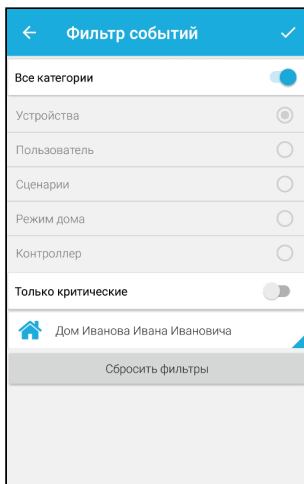 Фильтр событий
Все категории
Устройства
Пользователь
Сценарии
Режим дома
Контроллер
Только критические
Дом Иванова Ивана Ивановича
Сбросить фильтры